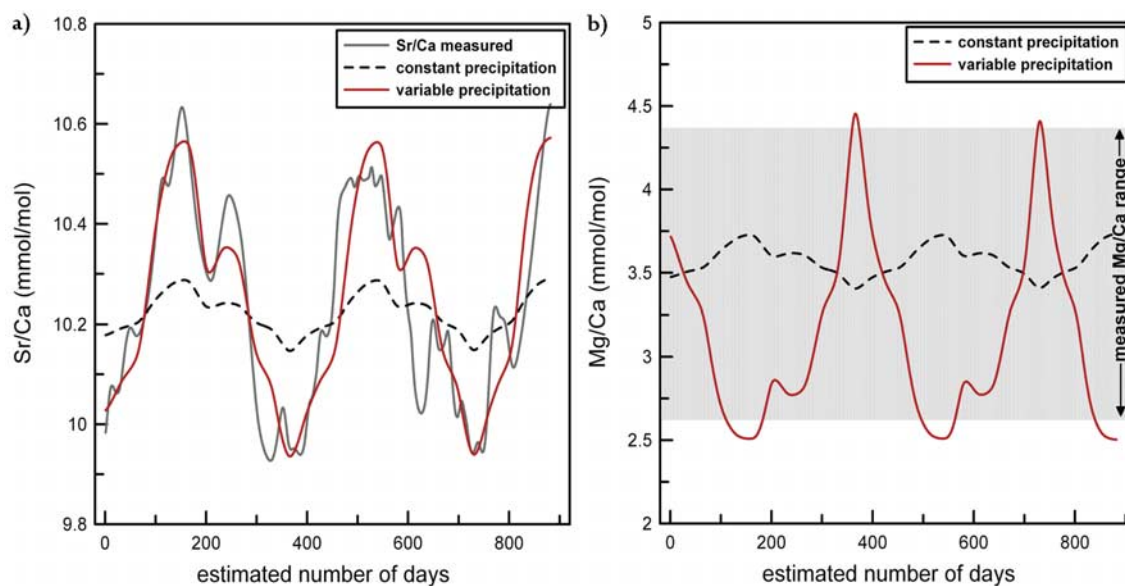 a)
10.8
10.6
10.4
10.2
10
9.8
Sr/Ca (mmol/mol)
Sr/Ca measured
constant precipitation
variable precipitation
0 200 400 600 800
estimated number of days
b)
5
4.5
4
3.5
3
2.5
2
Mg/Ca (mmol/mol)
constant precipitation
variable precipitation
measured Mg/Ca range
0 200 400 600 800
estimated number of days